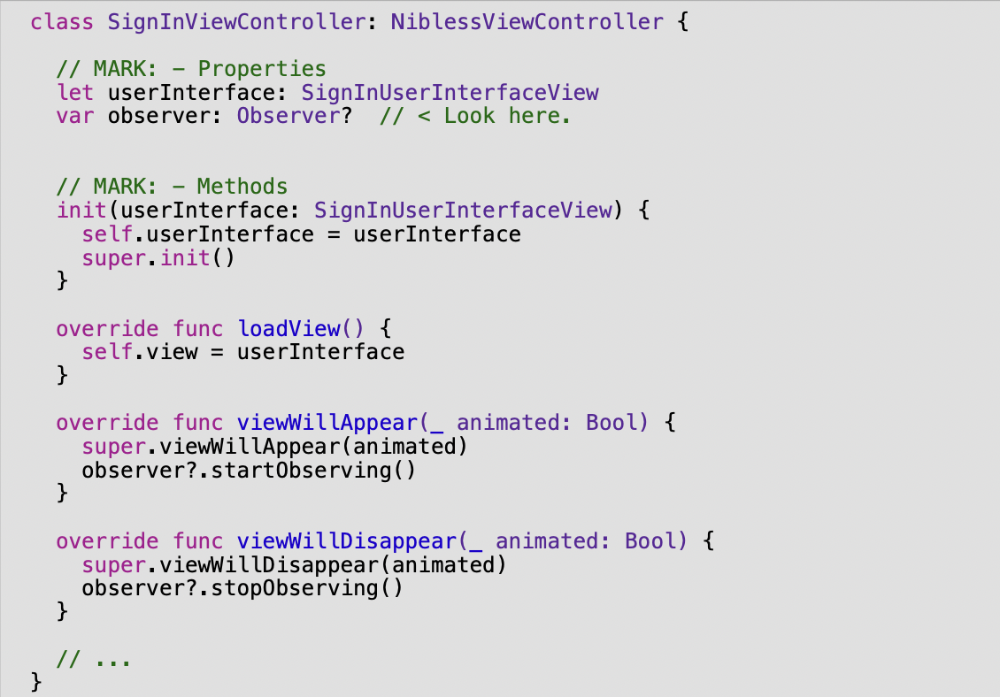 class SignInViewController: NiblessViewController {
// MARK: – Properties
let userInterface: SignInUserInterfaceView
var observer: Observer?  // < Look here.
// MARK: – Methods
init(userInterface: SignInUserInterfaceView) {
self.userInterface = userInterface
super.init()
}
override func loadView() {
self.view = userInterface
}
override func viewWillAppear(_ animated: Bool) {
super.viewWillAppear(animated)
observer?.startObserving()
}
override func viewWillDisappear(_ animated: Bool) {
super.viewWillDisappear(animated)
observer?.stopObserving()
}
// ...
}